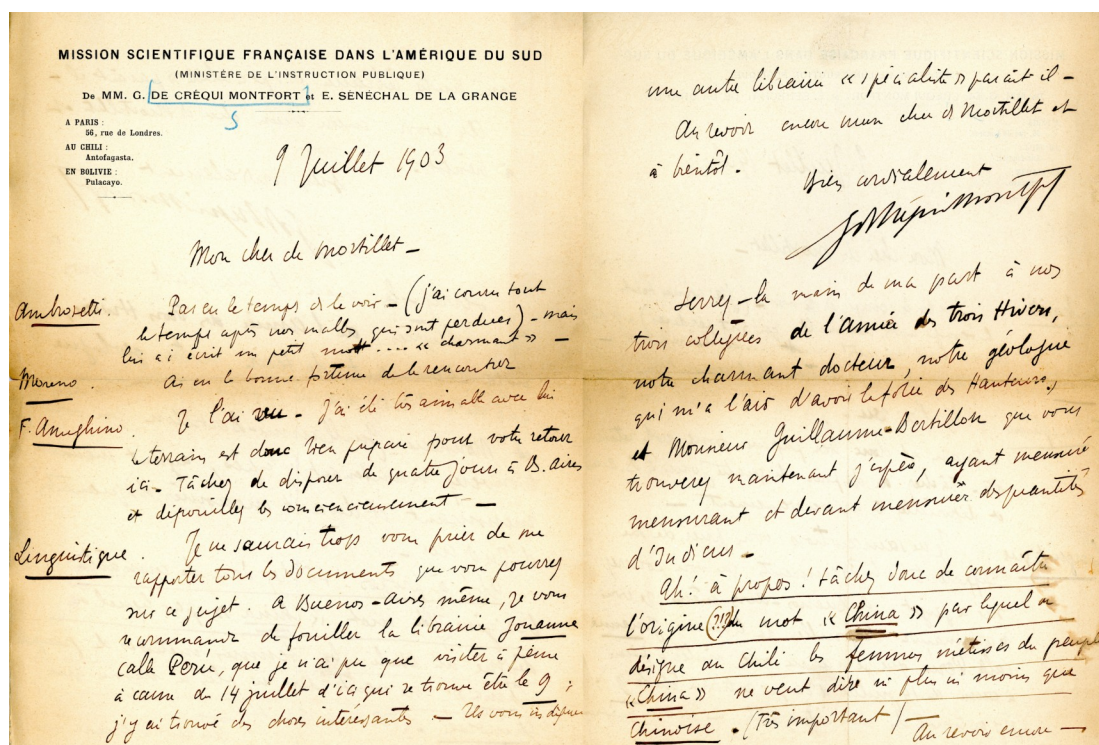 MISSION SCIENTIFIQUE FRANÇAISE DANS L'AMÉRIQUE DU SUD
(MINISTÈRE DE L'INSTRUCTION PUBLIQUE)
De MM. G. DE CRÉQUI MONTFORT et E. SÉNÉCHAL DE LA GRANGE
5
A PARIS :
56, rue de Londres.
AU CHILI :
Antofagasta.
EN BOLIVIE :
Pulacayo.
9 Juillet 1903
Mon cher de Mortillet —
Ambrosetti. Pas eu le temps de le voir — (j'ai couru tout
le temps après nos malles qui sont perdues) — mais
lui ai écrit un petit mot .... « charmant » —
Moreno. Ai eu la bonne fortune de le rencontrer
F. Ameghino. Je l'ai vu — j'ai été très aimable avec lui
le terrain est donc bien préparé pour votre retour
ici. Tâchez de disposer de quatre jours à B. Aires
et dépouillez les consciencieusement —
Linguistique. Je ne saurais trop vous prier de me
rapporter tous les documents que vous pourrez
sur ce sujet. A Buenos-Aires même, je vous
recommande de fouiller la librairie Jouanne
calle Perú, que je n'ai pu que visiter à peine
à cause du 14 juillet d'ici qui se trouve être le 9 ;
j'y ai trouvé des choses intéressantes — Ils vous
une autre librairie « spécialiste » paraît il —
Au revoir encore mon cher de Mortillet et
à bientôt. Bien cordialement
G de Créqui Montfort
Serrez la main de ma part à nos
trois collègues de l'Année des trois Hivers,
notre charmant docteur, notre géologue
qui m'a l'air d'avoir la folie des Hauteurs,
et Monsieur Guillaume-Bertillon que vous
trouverez maintenant j'espère, ayant mensuré
mensurant et devant mensurer des quantités
d'Indiens —
Ah ! à propos ! tâchez donc de connaître
l'origine (?!?) du mot « China » par lequel on
désigne au Chili les femmes métisses du peuple
« China » ne veut dire ni plus ni moins que
Chinoise. (Très important) Au revoir encore —